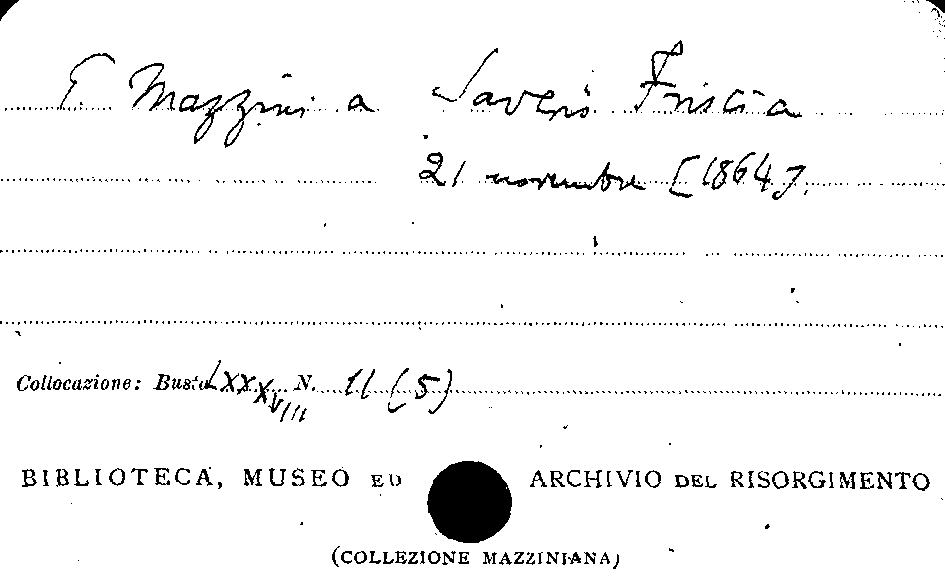 G. Mazzini a Saverio Friscia
21 novembre [1864].
Collocazione: Busta LXXXVIII N. 11 (5)
BIBLIOTECA, MUSEO ED ARCHIVIO DEL RISORGIMENTO
(COLLEZIONE MAZZINIANA)